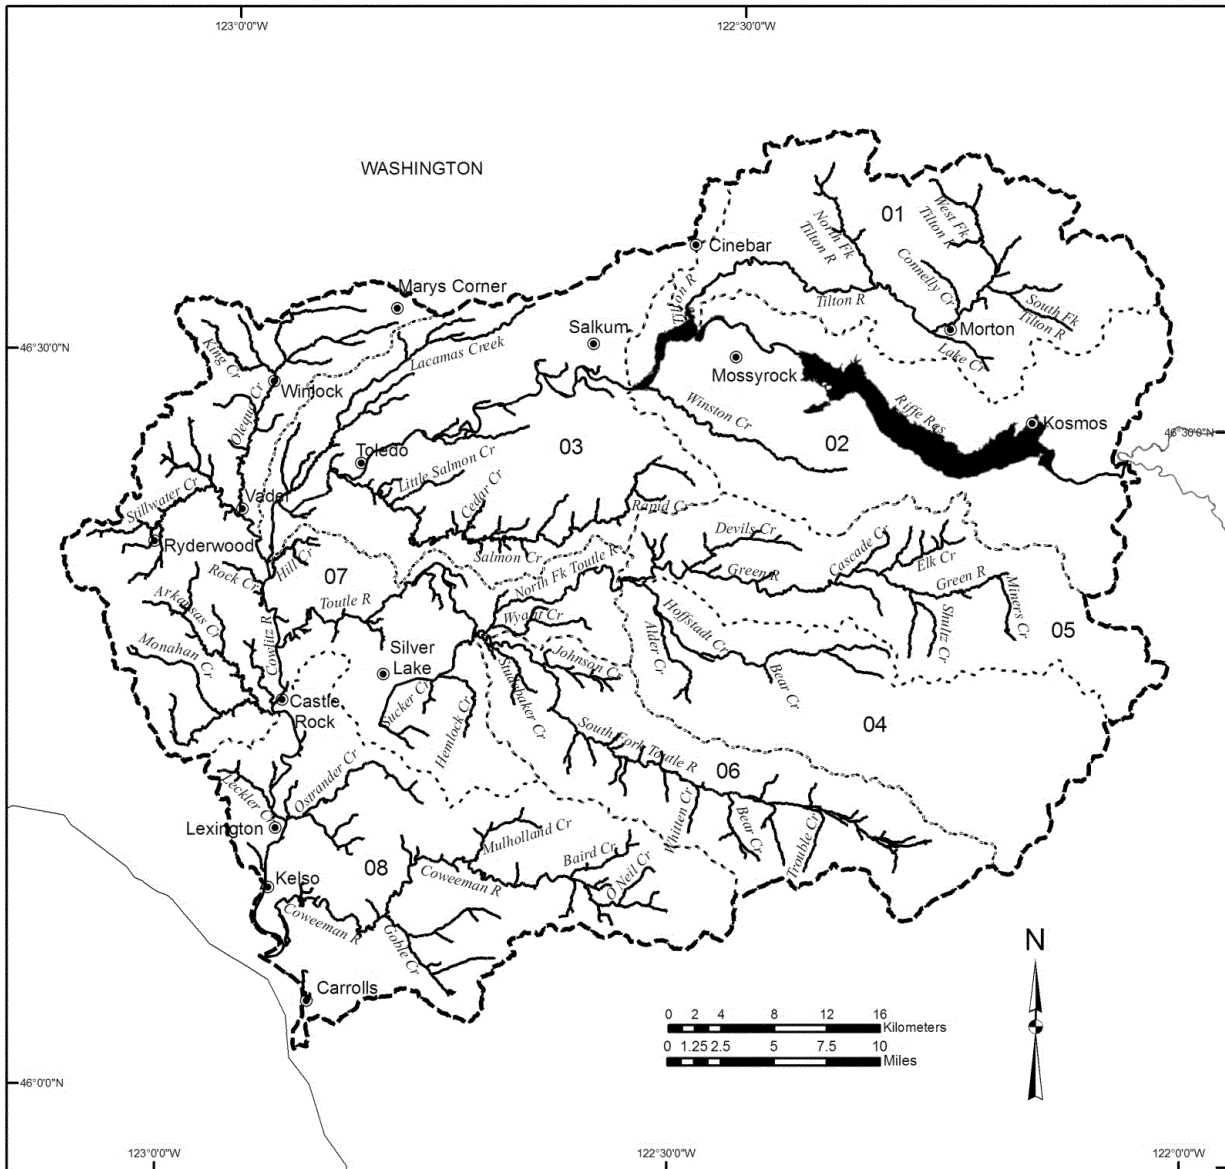 123°0'0"W
122°30'0"W
WASHINGTON
01
West Fk
Tilton R
North Fk
Tilton R
Cinebar
Connelly Cr
Tilton R
Marys Corner
Tilton R
South Fk
Tilton R
Salkum
Morton
46°30'0"N
King Cr
Lacamas Creek
Lake Cr
Mossyrock
Winlock
Olequa Cr
Winston Cr
Riffe Res
Kosmos
46°30'0"N
02
03
Toledo
Little Salmon Cr
Stillwater Cr
Cedar Cr
Vader
Rapid Cr
Devils Cr
Ryderwood
Salmon Cr
Cascade Cr
Elk Cr
Hill Cr
North Fk Toutle R
Green R
Green R
Rock Cr
07
Arkansas Cr
Toutle R
Wyant Cr
Hoffstadt Cr
Miners Cr
Shultz Cr
05
Cowlitz R
Monahan Cr
Silver
Lake
Johnson Cr
Alder Cr
Bear Cr
Studebaker Cr
Sucker Cr
Castle
Rock
Hemlock Cr
04
South Fork Toutle R
06
Ostrander Cr
Leckler Cr
Whitten Cr
Bear Cr
Trouble Cr
Lexington
Mulholland Cr
Baird Cr
08
Coweeman R
O Neil Cr
Kelso
Coweeman R
Goble Cr
N
Carrolls
0 2 4 8 12 16
Kilometers
0 1.25 2.5 5 7.5 10
Miles
46°0'0"N
123°0'0"W
122°30'0"W
122°0'0"W